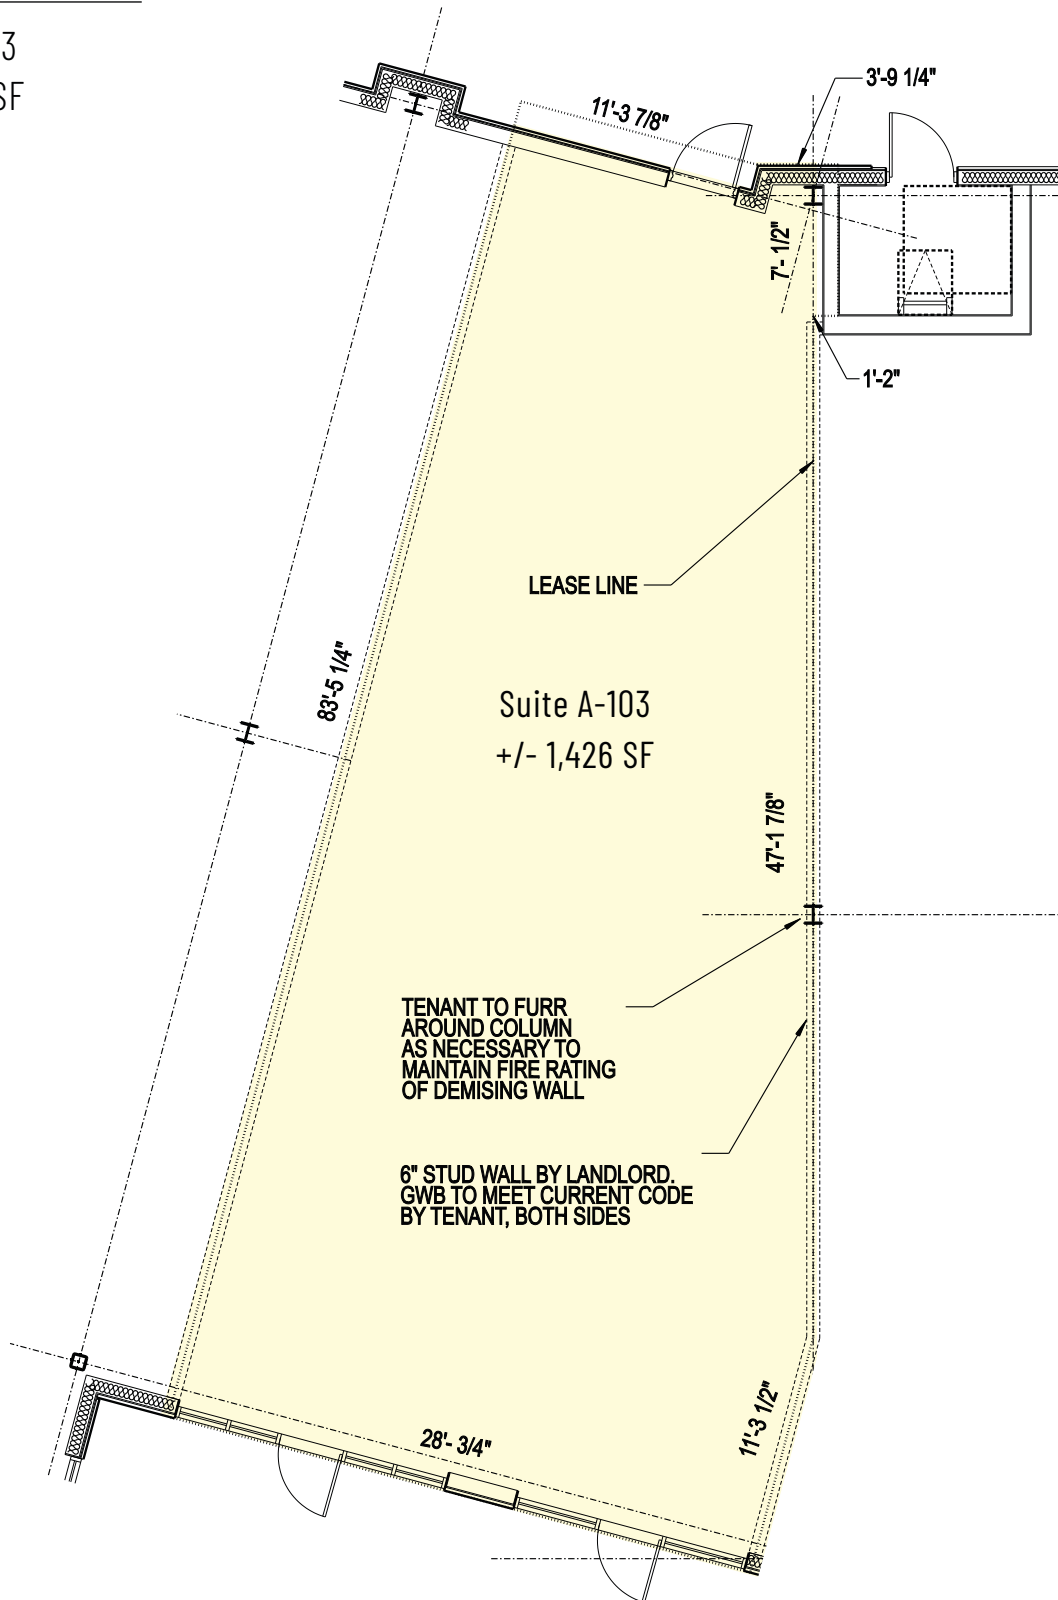 3
SF
3'-9 1/4"
11'-3 7/8"
7'- 1/2"
1'-2"
LEASE LINE
83'-5 1/4"
Suite A-103
+/- 1,426 SF
47'-1 7/8"
TENANT TO FURR
AROUND COLUMN
AS NECESSARY TO
MAINTAIN FIRE RATING
OF DEMISING WALL
6" STUD WALL BY LANDLORD.
GWB TO MEET CURRENT CODE
BY TENANT, BOTH SIDES
11'-3 1/2"
28'- 3/4"